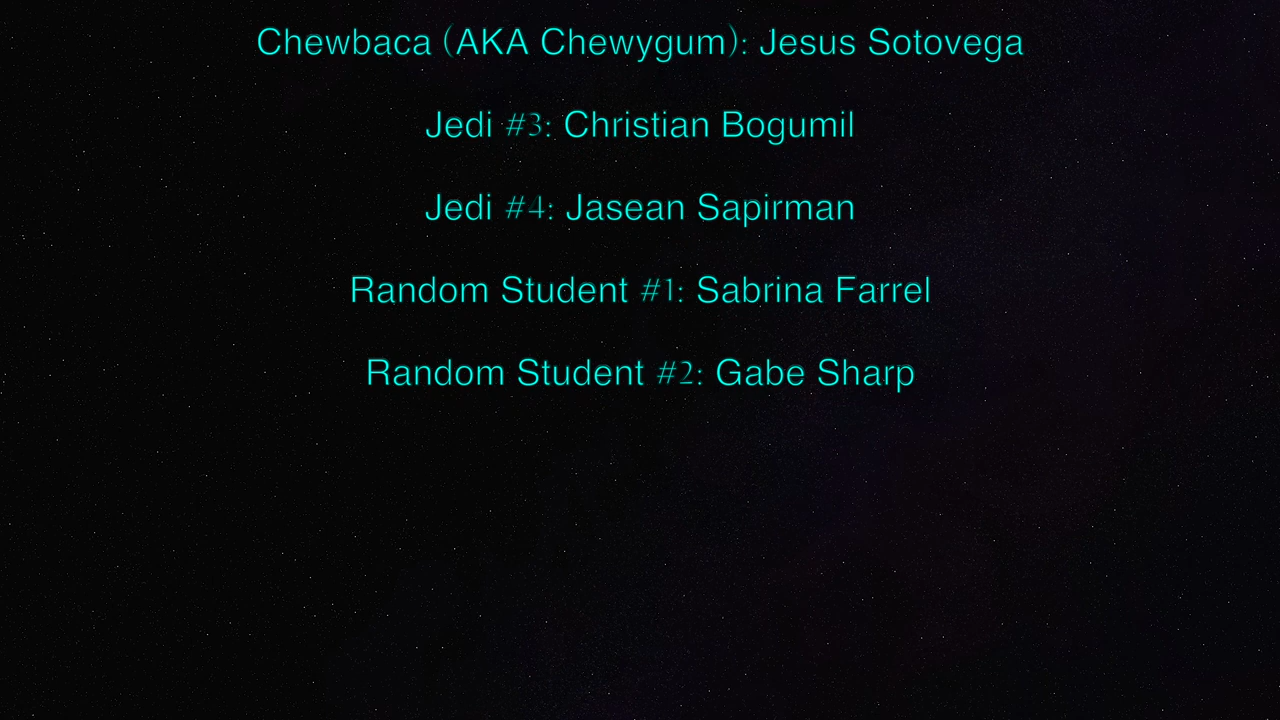 Chewbaca (AKA Chewygum): Jesus Sotovega
Jedi #3: Christian Bogumil
Jedi #4: Jasean Sapirman
Random Student #1: Sabrina Farrel
Random Student #2: Gabe Sharp